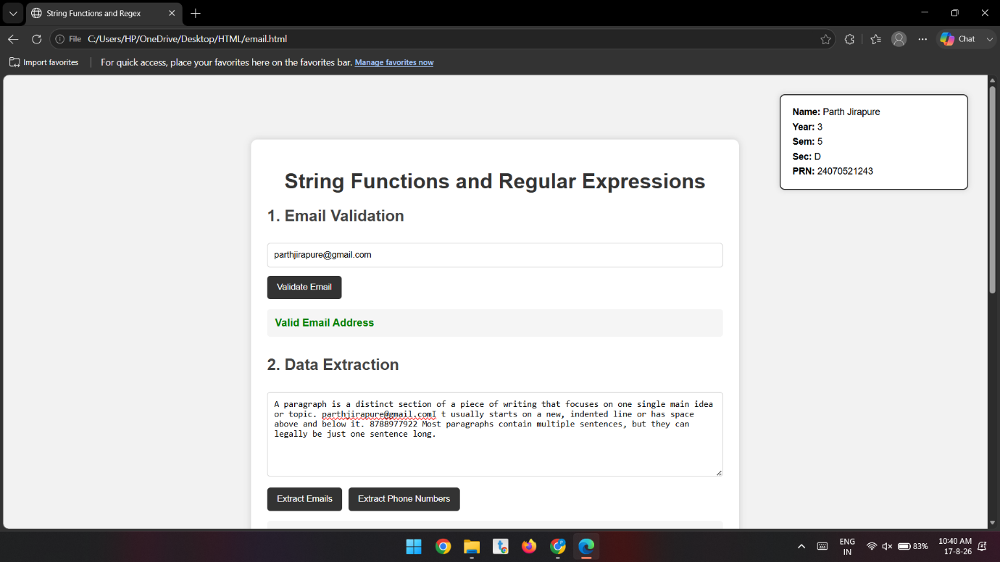 String Functions and Regex
File C:/Users/HP/OneDrive/Desktop/HTML/email.html
Chat
Import favorites
For quick access, place your favorites here on the favorites bar. Manage favorites now
Name: Parth Jirapure
Year: 3
Sem: 5
Sec: D
PRN: 24070521243
String Functions and Regular Expressions
1. Email Validation
parthjirapure@gmail.com
Validate Email
Valid Email Address
2. Data Extraction
A paragraph is a distinct section of a piece of writing that focuses on one single main idea
or topic. parthjirapure@gmail.comI t usually starts on a new, indented line or has space
above and below it. 8788977922 Most paragraphs contain multiple sentences, but they can
legally be just one sentence long.
Extract Emails
Extract Phone Numbers
ENG
IN
83%
10:40 AM
17-8-26